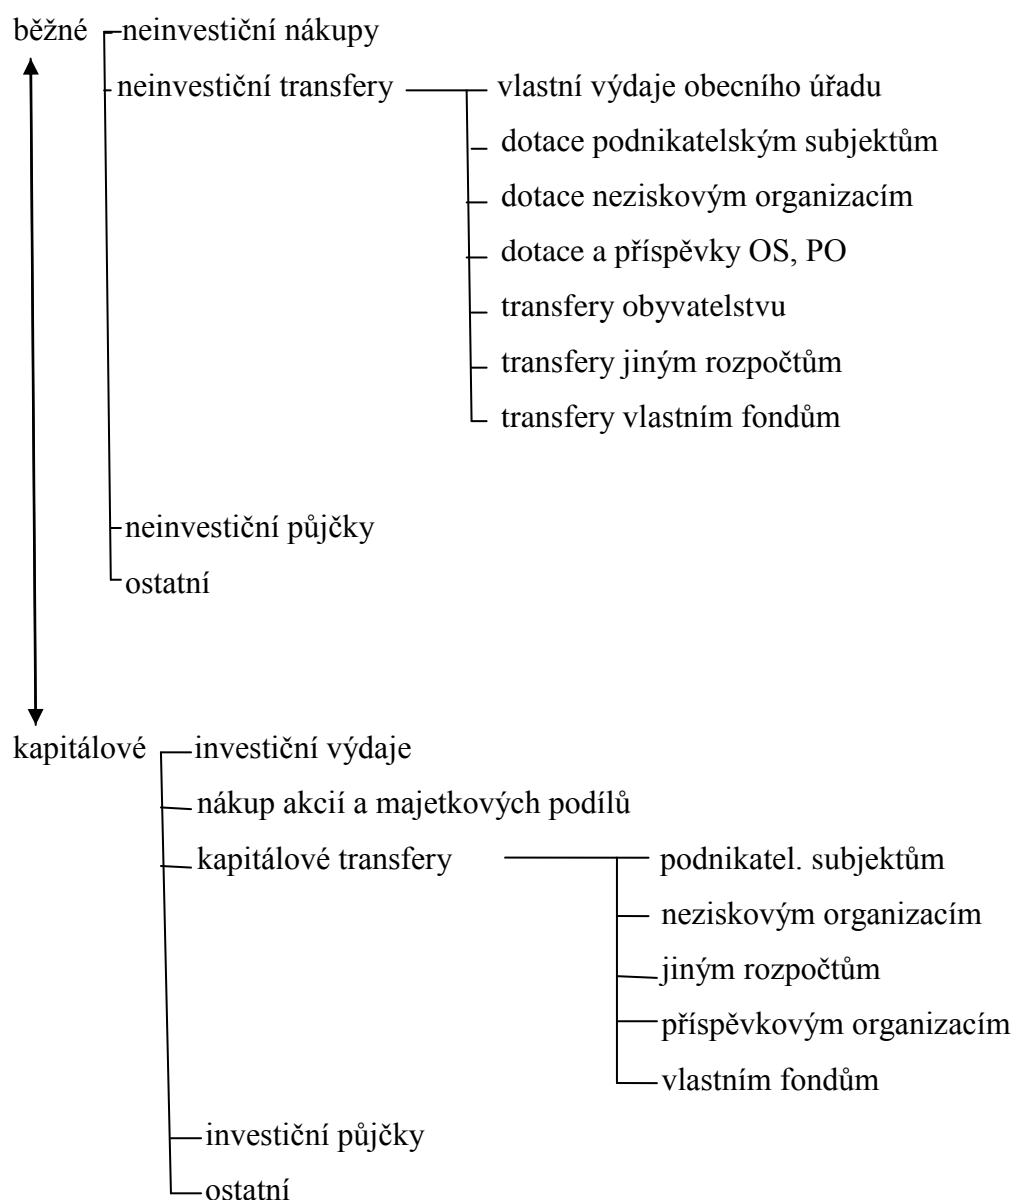 běžné neinvestiční nákupy
neinvestiční transfery vlastní výdaje obecního úřadu
dotace podnikatelským subjektům
dotace neziskovým organizacím
dotace a příspěvky OS, PO
transfery obyvatelstvu
transfery jiným rozpočtům
transfery vlastním fondům
neinvestiční půjčky
ostatní
kapitálové investiční výdaje
nákup akcií a majetkových podílů
kapitálové transfery podnikatel. subjektům
neziskovým organizacím
jiným rozpočtům
příspěvkovým organizacím
vlastním fondům
investiční půjčky
ostatní